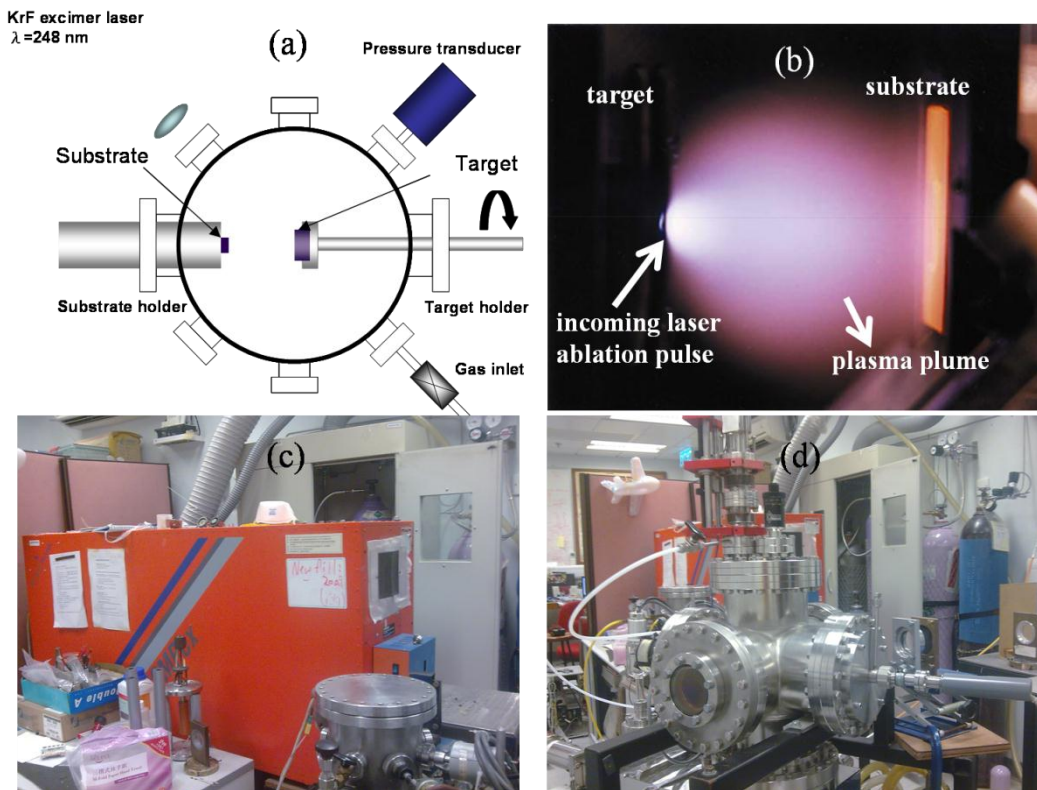 KrF excimer laser
λ=248 nm
(a)
Pressure transducer
Substrate
Target
Substrate holder
Target holder
Gas inlet
(b)
target
substrate
incoming laser
ablation pulse
plasma plume
(c)
Double A
(d)